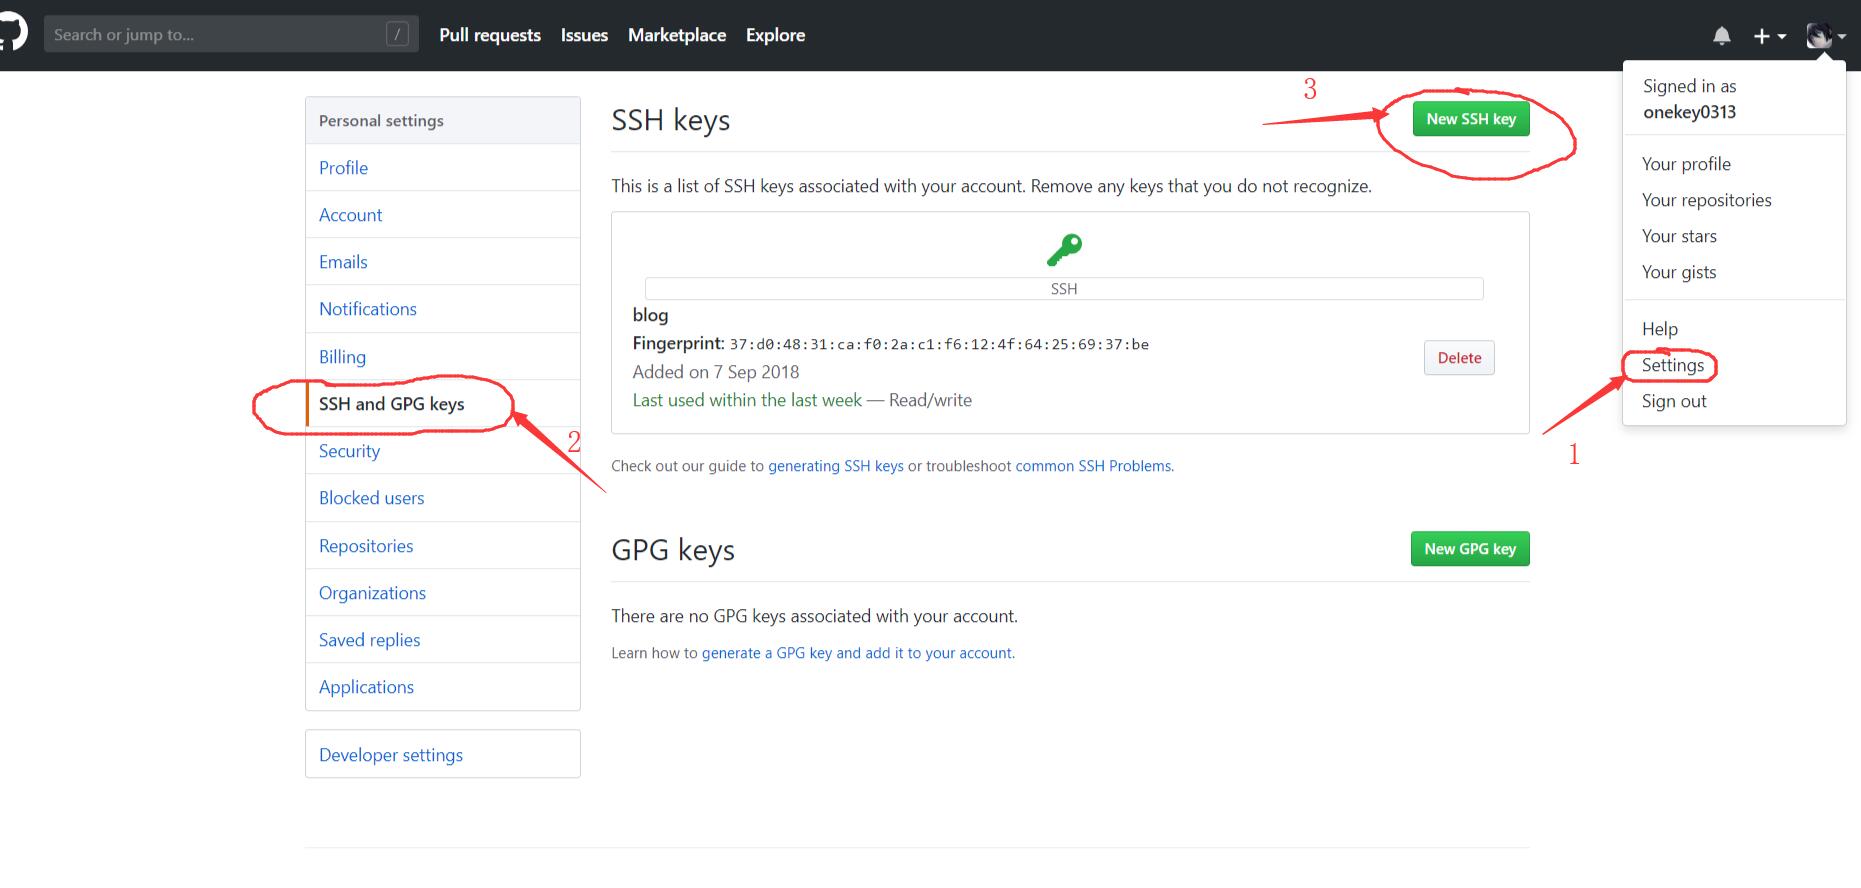 Search or jump to... /
Pull requests Issues Marketplace Explore
Signed in as
onekey0313
Your profile
Your repositories
Your stars
Your gists
Help
Settings
Sign out
1
Personal settings
Profile
Account
Emails
Notifications
Billing
SSH and GPG keys
2
Security
Blocked users
Repositories
Organizations
Saved replies
Applications
Developer settings
3
SSH keys
New SSH key
This is a list of SSH keys associated with your account. Remove any keys that you do not recognize.
SSH
blog
Fingerprint: 37:d0:48:31:ca:f0:2a:c1:f6:12:4f:64:25:69:37:be
Added on 7 Sep 2018
Last used within the last week — Read/write
Delete
Check out our guide to generating SSH keys or troubleshoot common SSH Problems.
GPG keys
New GPG key
There are no GPG keys associated with your account.
Learn how to generate a GPG key and add it to your account.